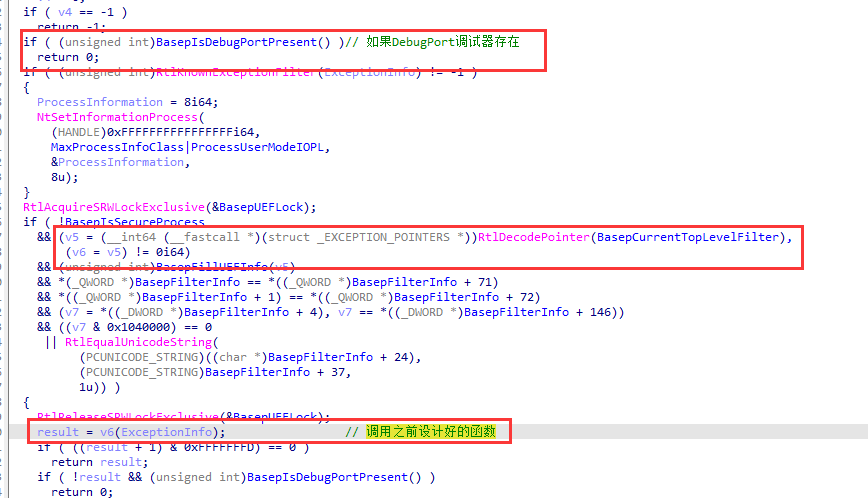 if ( v4 == -1 )
return -1;
if ( (unsigned int)BasepIsDebugPortPresent() )// 如果DebugPort调试器存在
return 0;
if ( (unsigned int)RtlKnownExceptionFilter(ExceptionInfo) != -1 )
{
ProcessInformation = 8i64;
NtSetInformationProcess(
(HANDLE)0xFFFFFFFFFFFFFFFFi64,
MaxProcessInfoClass|ProcessUserModeIOPL,
&ProcessInformation,
8u);
}
RtlAcquireSRWLockExclusive(&BasepUEFLock);
if ( !BasepIsSecureProcess
&& (v5 = (__int64 (__fastcall *)(struct _EXCEPTION_POINTERS *))RtlDecodePointer(BasepCurrentTopLevelFilter),
(v6 = v5) != 0i64)
&& (unsigned int)BasepFillUEFInfo(v5)
&& *(_QWORD *)BasepFilterInfo == *((_QWORD *)BasepFilterInfo + 71)
&& *((_QWORD *)BasepFilterInfo + 1) == *((_QWORD *)BasepFilterInfo + 72)
&& (v7 = *((_DWORD *)BasepFilterInfo + 4), v7 == *((_DWORD *)BasepFilterInfo + 146))
&& ((v7 & 0x1040000) == 0
|| RtlEqualUnicodeString(
(PCUNICODE_STRING)((char *)BasepFilterInfo + 24),
(PCUNICODE_STRING)BasepFilterInfo + 37,
1u)) )
{
RtlReleaseSRWLockExclusive(&BasepUEFLock);
result = v6(ExceptionInfo); // 调用之前设计好的函数
if ( ((result + 1) & 0xFFFFFFFD) == 0 )
return result;
if ( !result && (unsigned int)BasepIsDebugPortPresent() )
return 0;